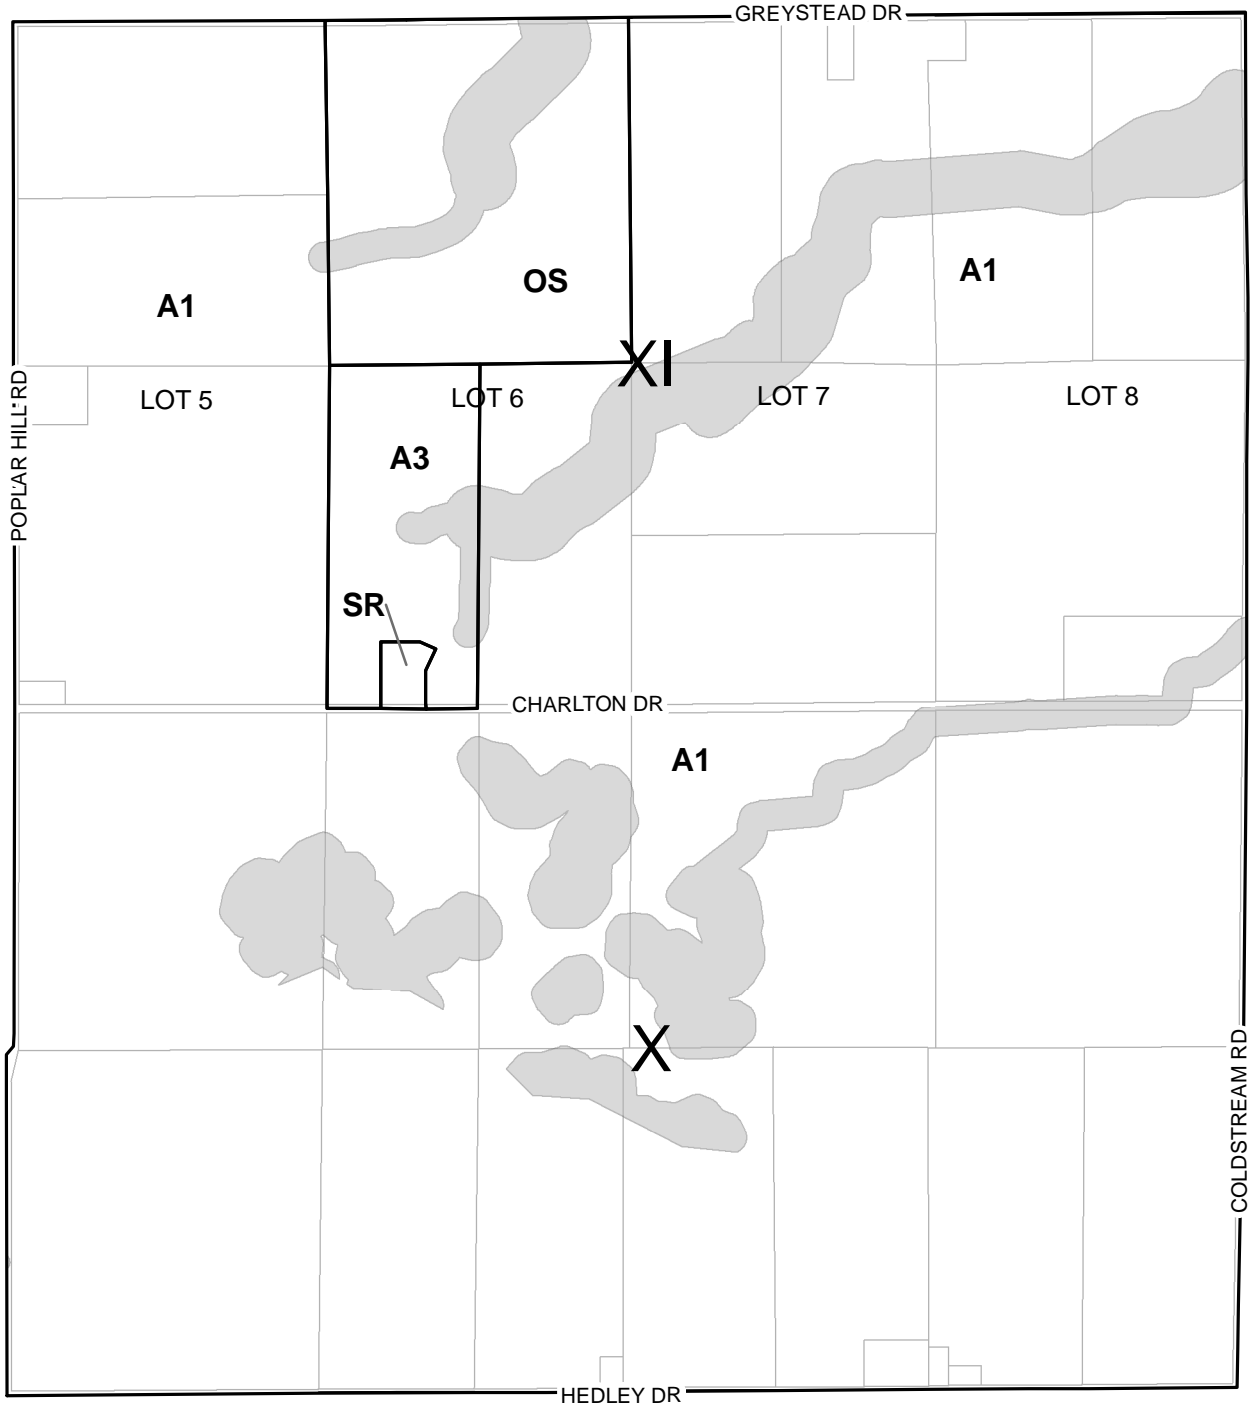 GREYSTEAD DR
OS
A1
A1
XI
POPLAR HILL RD
LOT 5
LOT 6
LOT 7
LOT 8
A3
SR
CHARLTON DR
A1
X
COLDSTREAM RD
HEDLEY DR